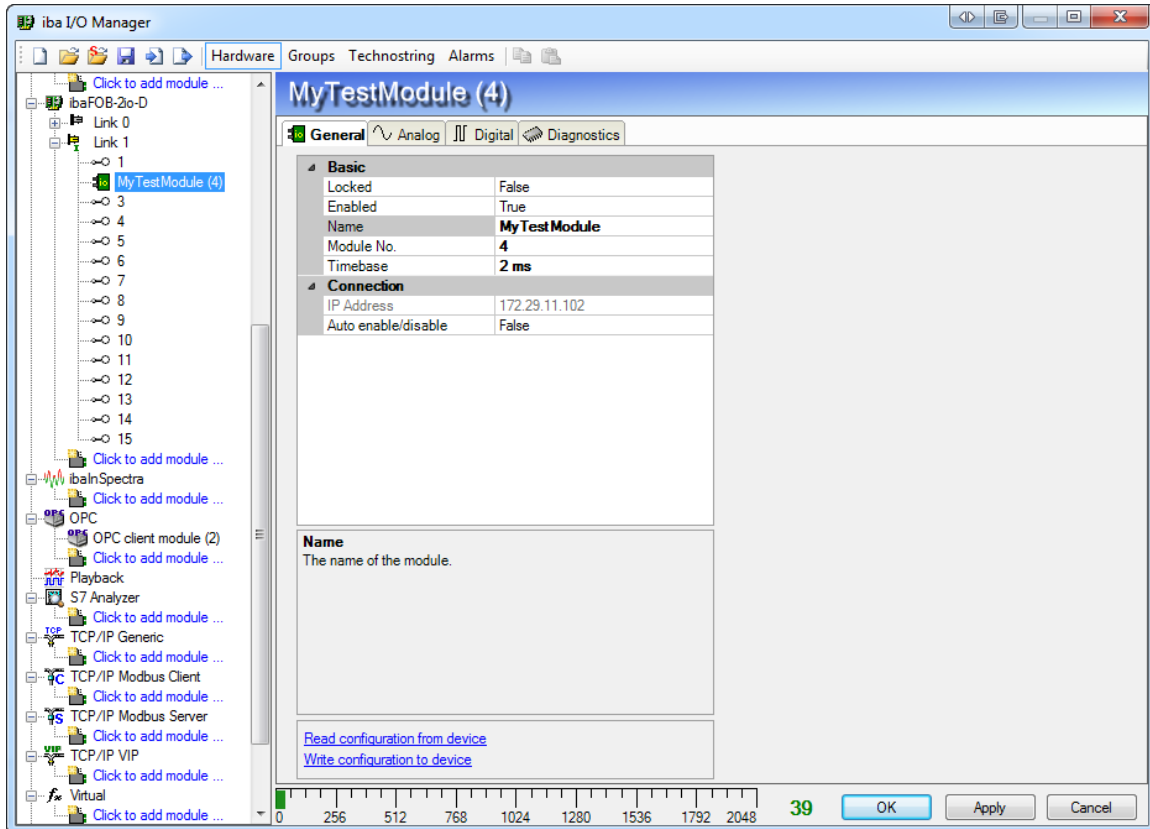 iba I/O Manager
Hardware Groups Technostring Alarms
Click to add module ...
ibaFOB-2io-D
Link 0
Link 1
1
MyTestModule (4)
3
4
5
6
7
8
9
10
11
12
13
14
15
Click to add module ...
ibaInSpectra
Click to add module ...
OPC
OPC client module (2)
Click to add module ...
Playback
S7 Analyzer
Click to add module ...
TCP/IP Generic
Click to add module ...
TCP/IP Modbus Client
Click to add module ...
TCP/IP Modbus Server
Click to add module ...
TCP/IP VIP
Click to add module ...
Virtual
Click to add module ...
MyTestModule (4)
General Analog Digital Diagnostics
Basic
Locked False
Enabled True
Name MyTestModule
Module No. 4
Timebase 2 ms
Connection
IP Address 172.29.11.102
Auto enable/disable False
Name
The name of the module.
Read configuration from device
Write configuration to device
0 256 512 768 1024 1280 1536 1792 2048
39 OK Apply Cancel